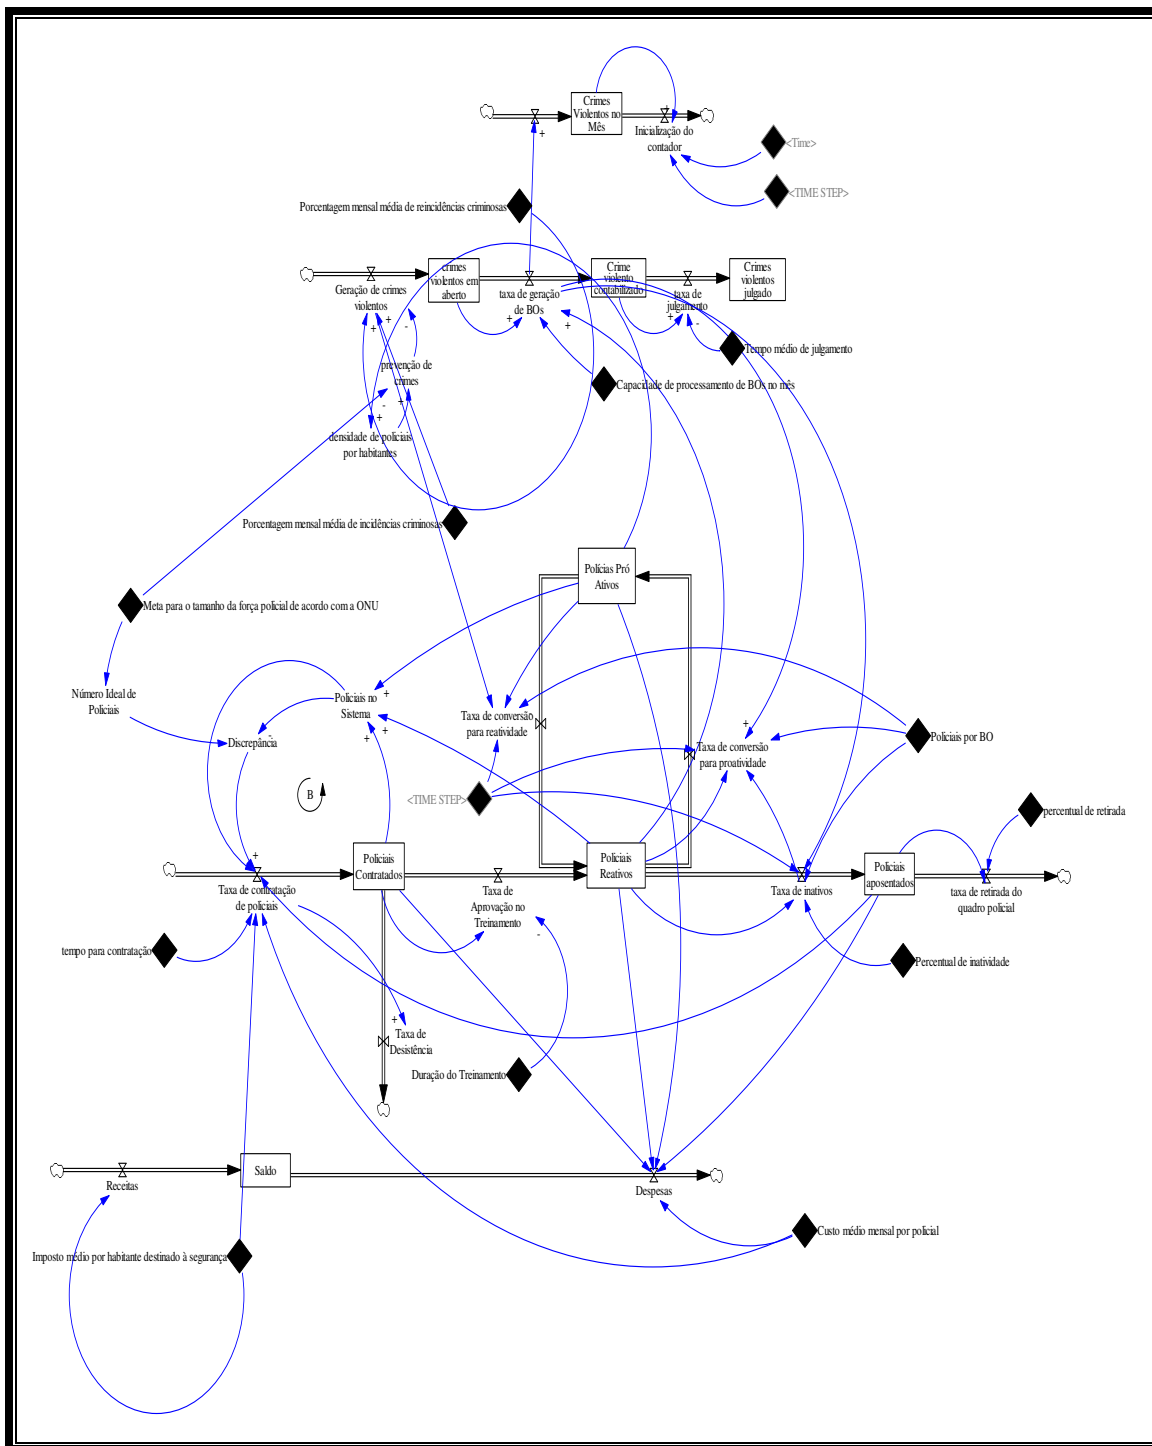 Crimes
Violentos no
Mês
+
+
Inicialização do
contador
<Time>
<TIME STEP>
Porcentagem mensal média de reincidências criminosas
crimes
violentos em
aberto
Crime
violento
contabilizado
Crimes
violentos
julgado
Geração de crimes
violentos
taxa de geração
de BOs
taxa de
julgamento
+
+
-
+
+
+
-
Tempo médio de julgamento
prevenção de
crimes
Capacidade de processamento de BOs no mês
-
+
+
densidade de policiais
por habitantes
Porcentagem mensal média de incidências criminosas
Polícias Pró
Ativos
Meta para o tamanho da força policial de acordo com a ONU
Número Ideal de
Policiais
Policiais no
Sistema
+
+
+
Discrepância
-
Taxa de conversão
para reatividade
+
Taxa de conversão
para proatividade
Policiais por BO
B
<TIME STEP>
percentual de retirada
+
Policiais
Contratados
Policiais
Reativos
Policiais
aposentados
Taxa de contratação
de policiais
Taxa de
Aprovação no
Treinamento
-
Taxa de inativos
taxa de retirada do
quadro policial
tempo para contratação
Percentual de inatividade
+
Taxa de
Desistência
Duração do Treinamento
Saldo
Receitas
Despesas
Custo médio mensal por policial
Imposto médio por habitante destinado à segurança